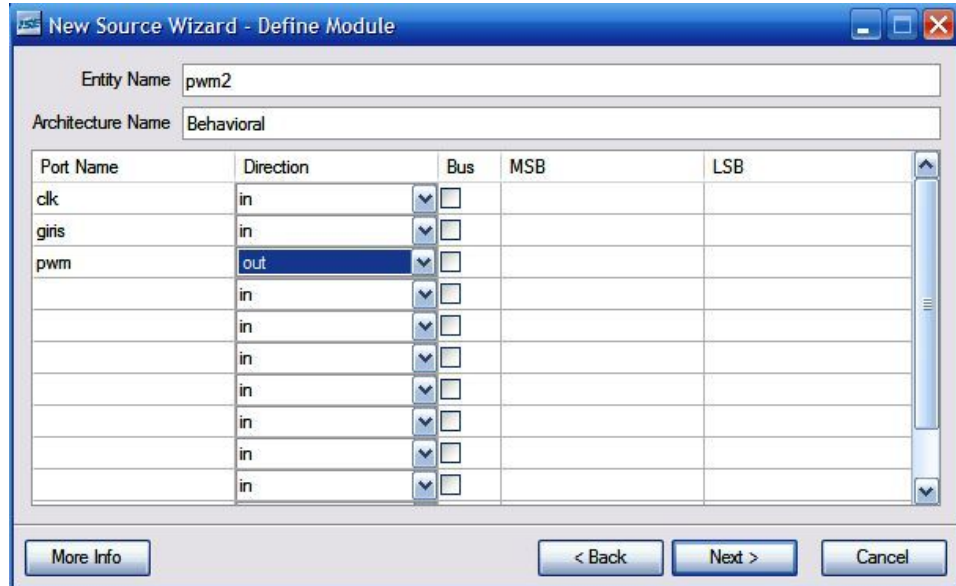 ISE New Source Wizard - Define Module
Entity Name pwm2
Architecture Name Behavioral
Port Name Direction Bus MSB LSB
clk in
giris in
pwm out
in
in
in
in
in
in
in
More Info < Back Next > Cancel